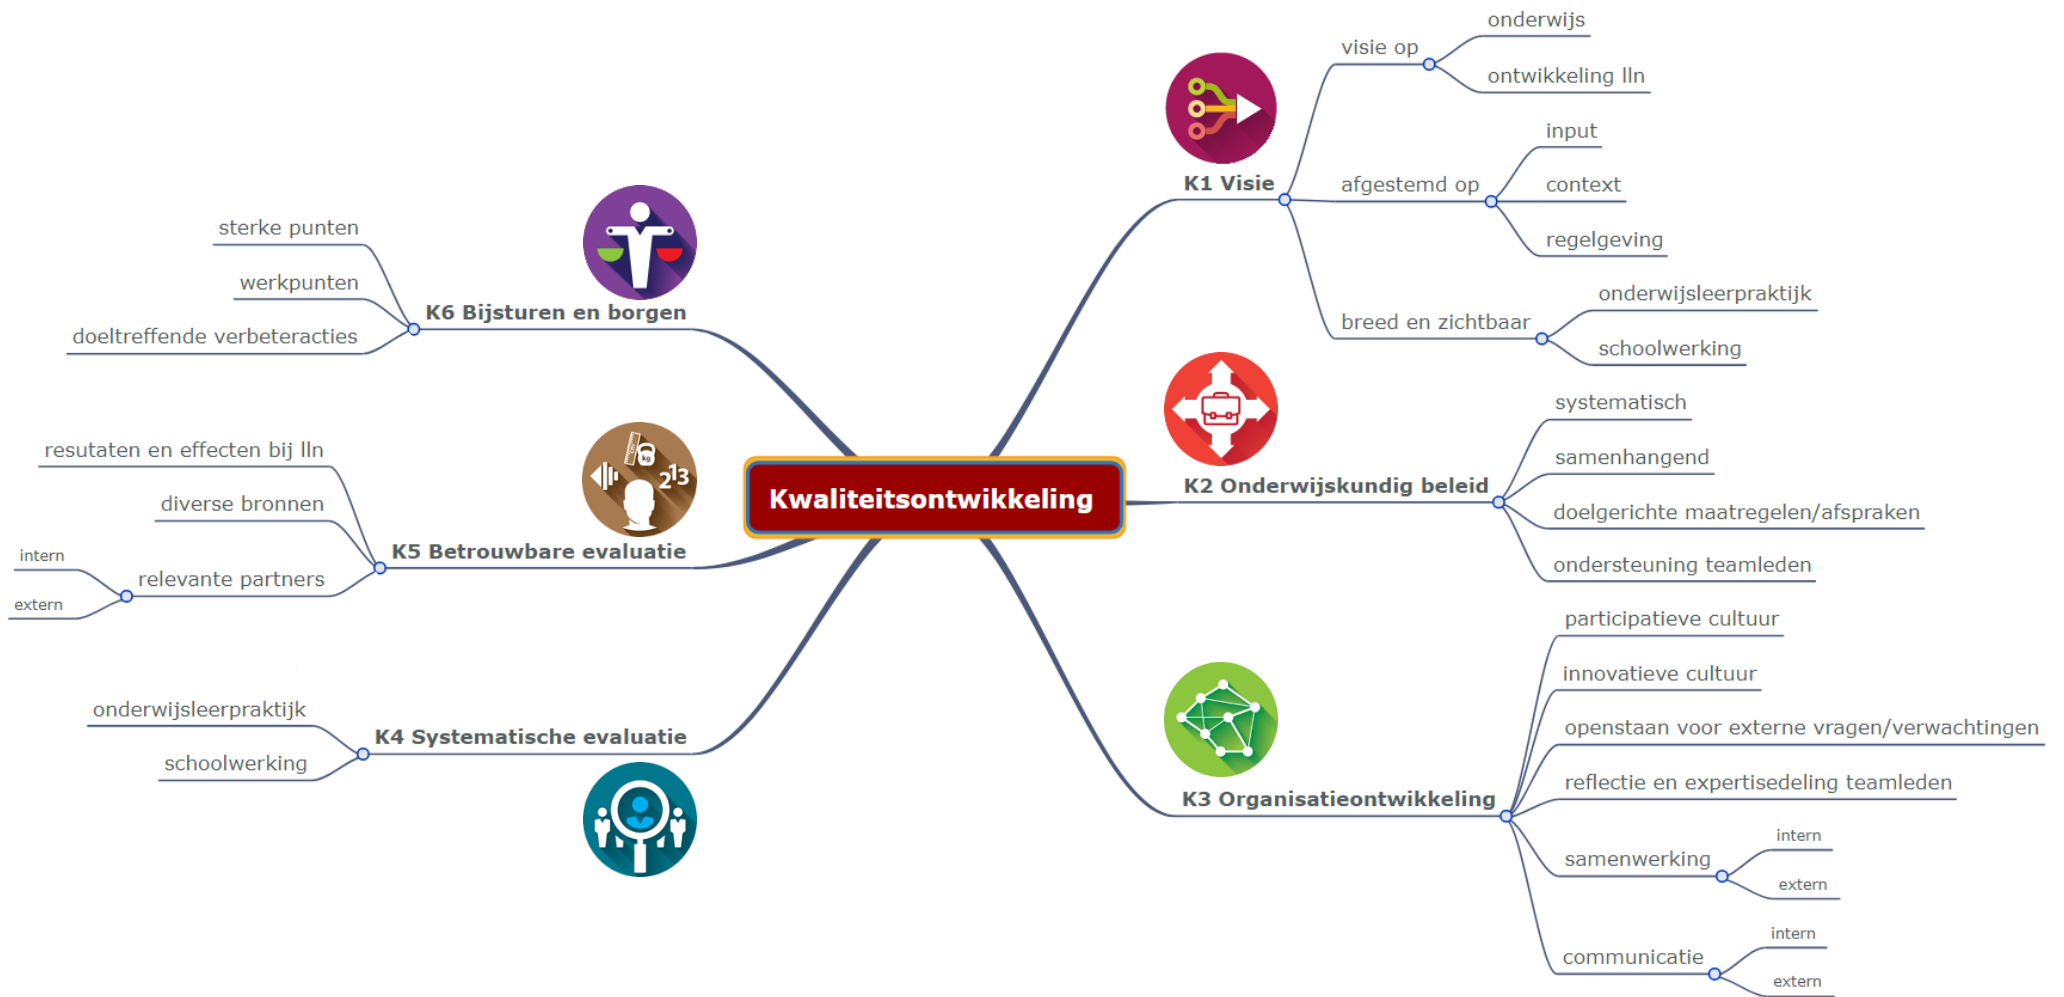 Kwaliteitsontwikkeling
K1 Visie
visie op
onderwijs
ontwikkeling lln
afgestemd op
input
context
regelgeving
breed en zichtbaar
onderwijsleerpraktijk
schoolwerking
K2 Onderwijskundig beleid
systematisch
samenhangend
doelgerichte maatregelen/afspraken
ondersteuning teamleden
K3 Organisatieontwikkeling
participatieve cultuur
innovatieve cultuur
openstaan voor externe vragen/verwachtingen
reflectie en expertisedeling teamleden
samenwerking
intern
extern
communicatie
intern
extern
K4 Systematische evaluatie
onderwijsleerpraktijk
schoolwerking
K5 Betrouwbare evaluatie
kg
213
resutaten en effecten bij lln
diverse bronnen
relevante partners
intern
extern
K6 Bijsturen en borgen
sterke punten
werkpunten
doeltreffende verbeteracties